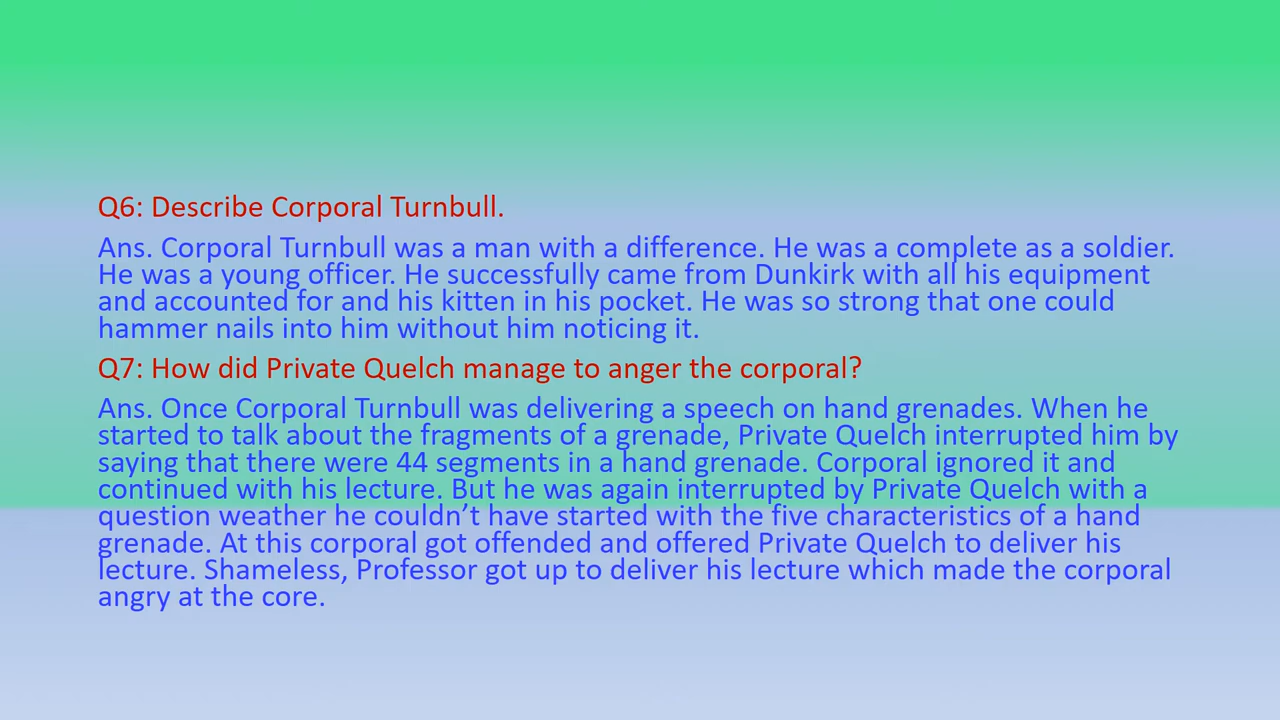 Q6: Describe Corporal Turnbull.
Ans. Corporal Turnbull was a man with a difference. He was a complete as a soldier.
He was a young officer. He successfully came from Dunkirk with all his equipment
and accounted for and his kitten in his pocket. He was so strong that one could
hammer nails into him without him noticing it.
Q7: How did Private Quelch manage to anger the corporal?
Ans. Once Corporal Turnbull was delivering a speech on hand grenades. When he
started to talk about the fragments of a grenade, Private Quelch interrupted him by
saying that there were 44 segments in a hand grenade. Corporal ignored it and
continued with his lecture. But he was again interrupted by Private Quelch with a
question weather he couldn’t have started with the five characteristics of a hand
grenade. At this corporal got offended and offered Private Quelch to deliver his
lecture. Shameless, Professor got up to deliver his lecture which made the corporal
angry at the core.